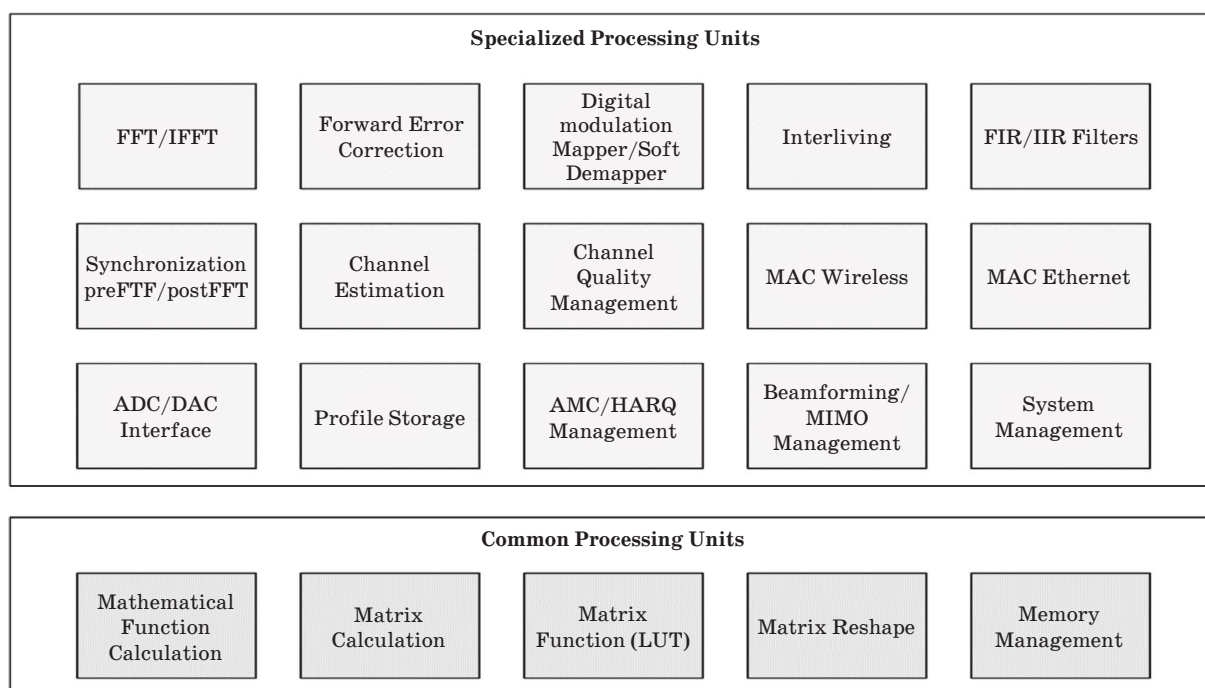 Specialized Processing Units
FFT/IFFT
Forward Error
Correction
Digital
modulation
Mapper/Soft
Demapper
Interliving
FIR/IIR Filters
Synchronization
preFTF/postFFT
Channel
Estimation
Channel
Quality
Management
MAC Wireless
MAC Ethernet
ADC/DAC
Interface
Profile Storage
AMC/HARQ
Management
Beamforming/
MIMO
Management
System
Management
Common Processing Units
Mathematical
Function
Calculation
Matrix
Calculation
Matrix
Function (LUT)
Matrix Reshape
Memory
Management